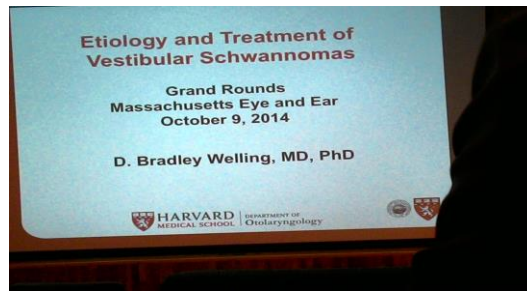 Etiology and Treatment of
Vestibular Schwannomas
Grand Rounds
Massachusetts Eye and Ear
October 9, 2014
D. Bradley Welling, MD, PhD
HARVARD
MEDICAL SCHOOL
DEPARTMENT OF
Otolaryngology